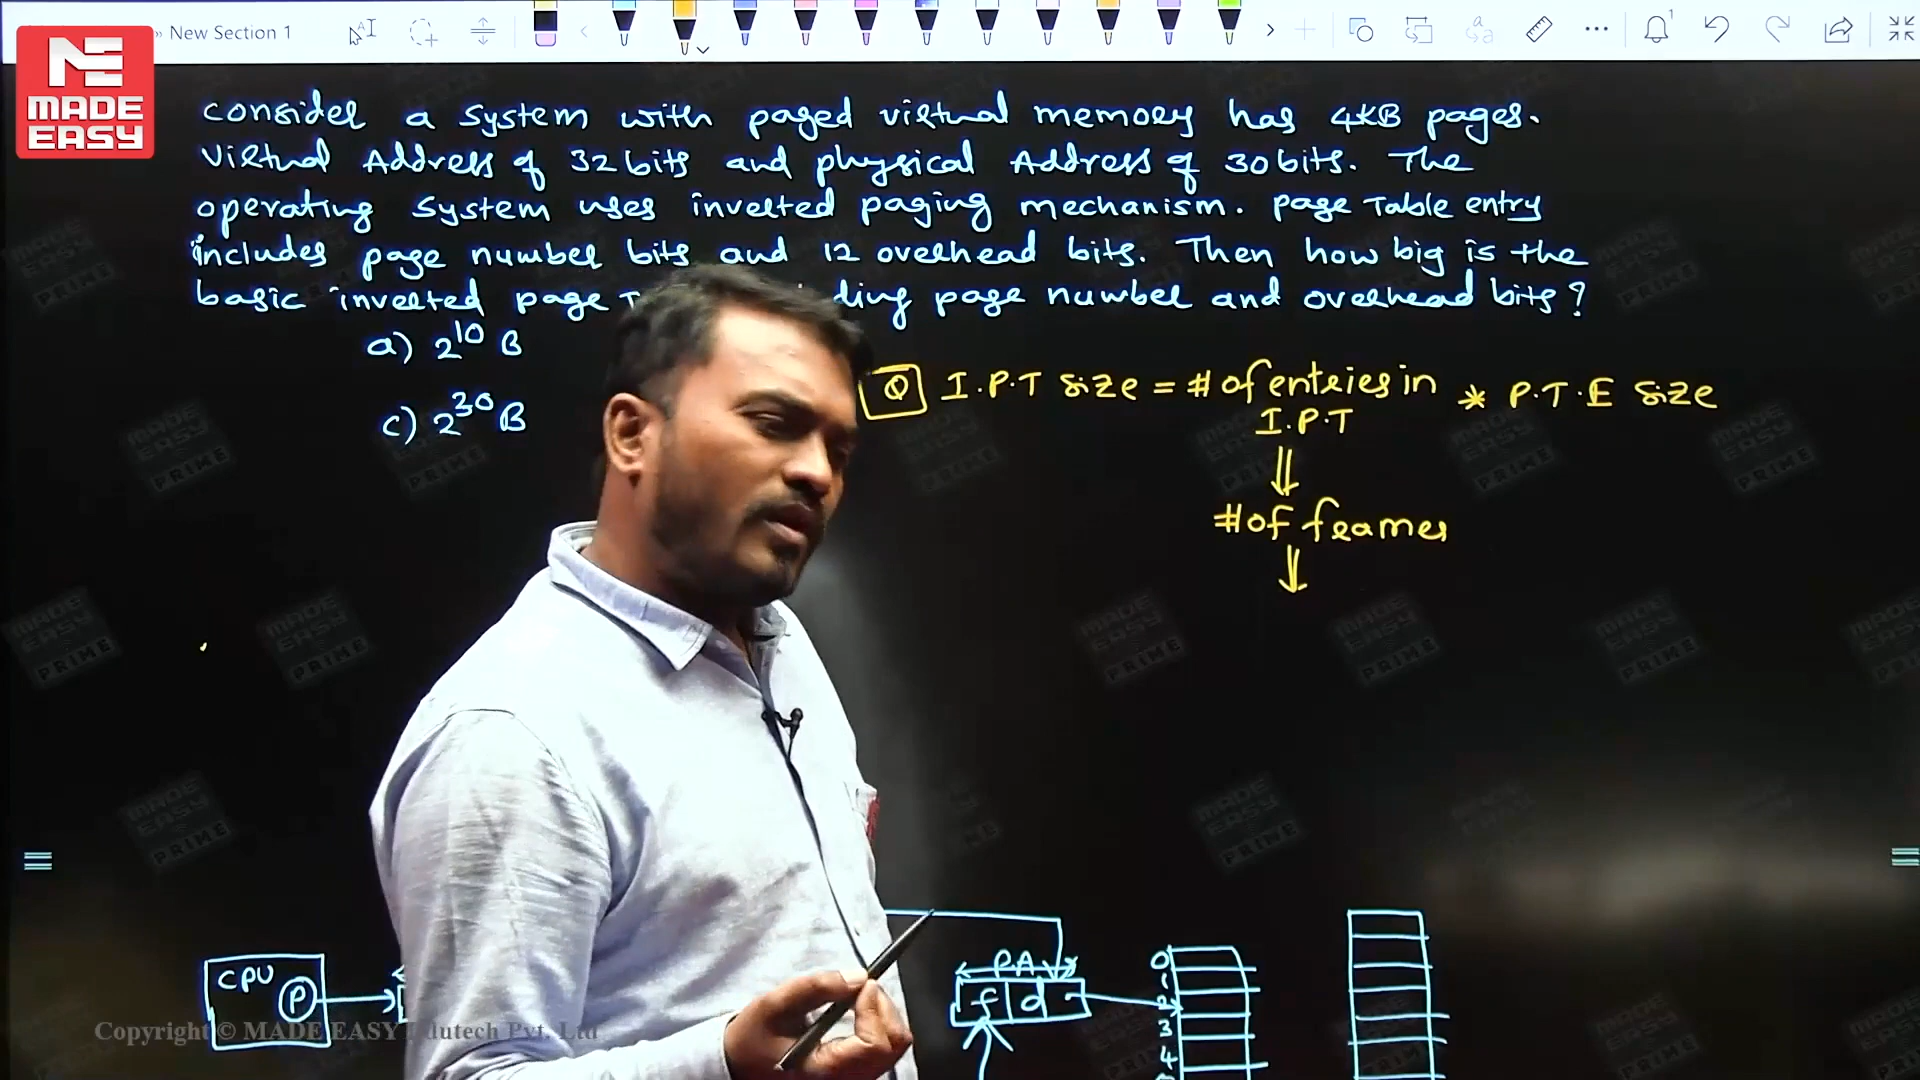 New Section 1
MADE
EASY
Consider a system with paged virtual memory has 4KB pages.
Virtual Address of 32 bits and physical Address of 30 bits. The
operating system uses inverted paging mechanism. page Table entry
includes page number bits and 12 overhead bits. Then how big is the
basic inverted page T ding page number and overhead bits?
a) 2^10 B
c) 2^30 B
Q I.P.T size = # of entries in I.P.T * P.T.E size
# of frames
CPU
P
P A
f d
0
1
2
3
4
Copyright © MADE EASY Edutech Pvt. Ltd